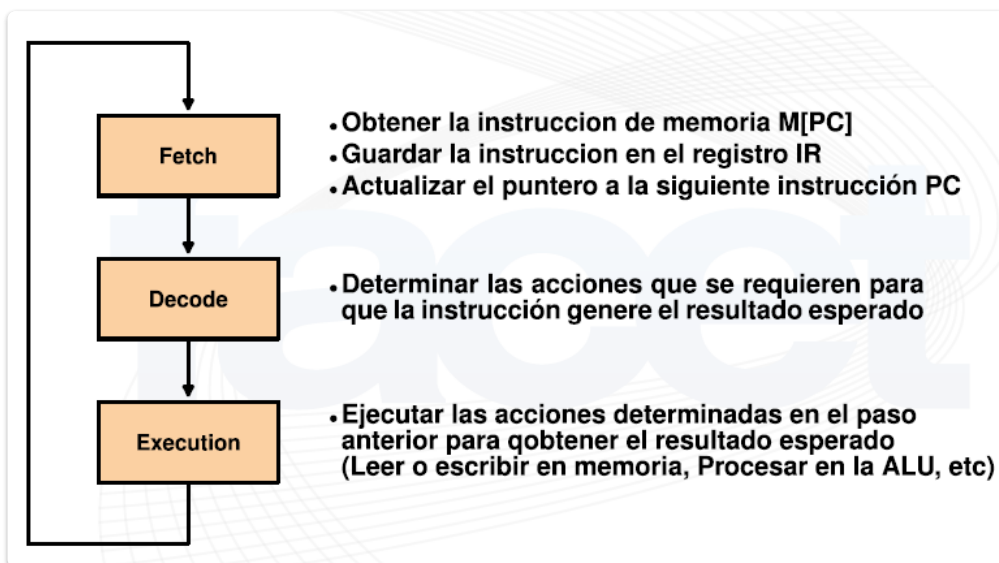 Fetch
• Obtener la instruccion de memoria M[PC]
• Guardar la instruccion en el registro IR
• Actualizar el puntero a la siguiente instrucción PC
Decode
• Determinar las acciones que se requieren para
que la instrucción genere el resultado esperado
Execution
• Ejecutar las acciones determinadas en el paso
anterior para qobtener el resultado esperado
(Leer o escribir en memoria, Procesar en la ALU, etc)